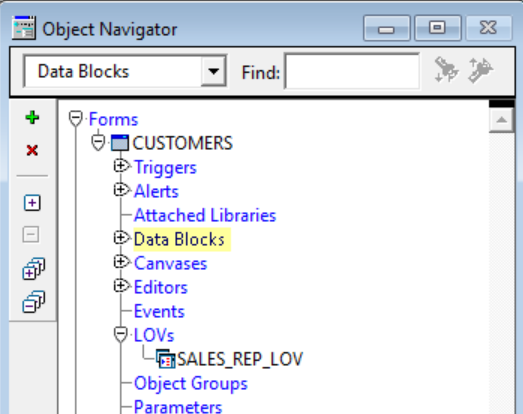 Object Navigator
Data Blocks Find:
Forms
CUSTOMERS
Triggers
Alerts
Attached Libraries
Data Blocks
Canvases
Editors
Events
LOVs
SALES_REP_LOV
Object Groups
Parameters